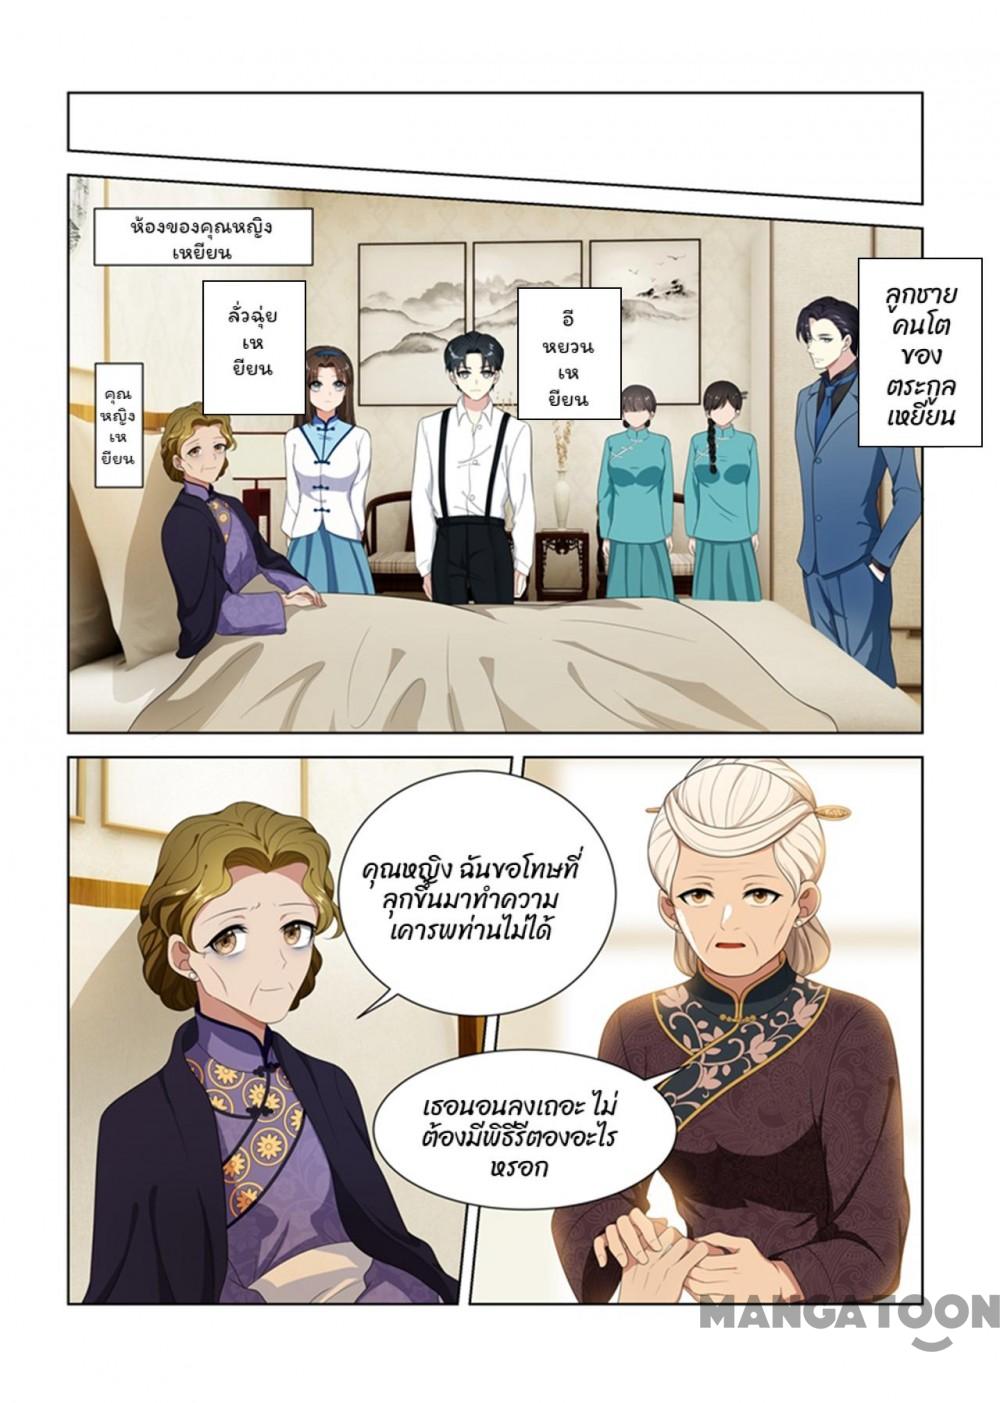 ห้องของคุณหญิง
เหยียน
ลั่วฉุ่ย
เห
ยียน
อี
หยวน
เห
ยียน
ลูกชาย
คนโต
ของ
ตระกูล
เหยียน
คุณ
หญิง
เห
ยียน
คุณหญิง ฉันขอโทษที่
ลุกขึ้นมาทำความ
เคารพท่านไม่ได้
เธอนอนลงเถอะ ไม่
ต้องมีพิธีรีตองอะไร
หรอก
MANGATOON